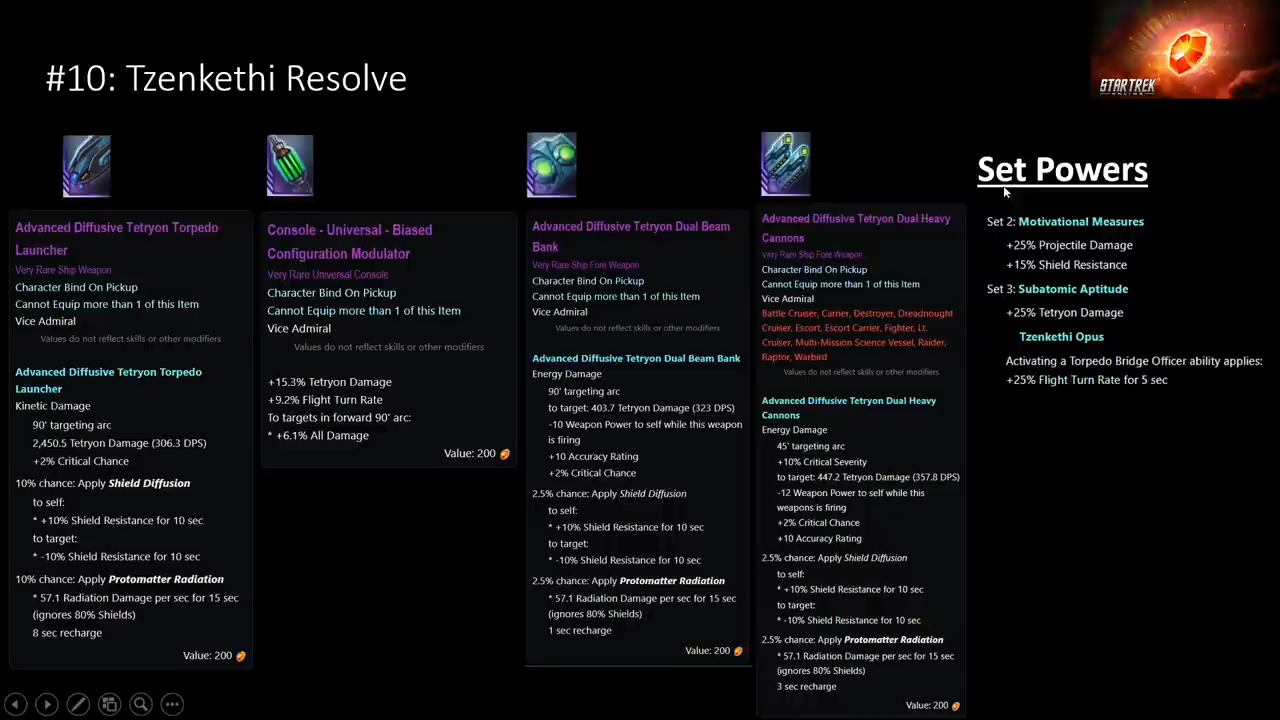 #10: Tzenkethi Resolve
STAR TREK
ONLINE
Advanced Diffusive Tetryon Torpedo
Launcher
Very Rare Ship Weapon
Character Bind On Pickup
Cannot Equip more than 1 of this Item
Vice Admiral
Values do not reflect skills or other modifiers
Advanced Diffusive Tetryon Torpedo
Launcher
Kinetic Damage
90' targeting arc
2,450.5 Tetryon Damage (306.3 DPS)
+2% Critical Chance
10% chance: Apply Shield Diffusion
to self:
* +10% Shield Resistance for 10 sec
to target:
* -10% Shield Resistance for 10 sec
10% chance: Apply Protomatter Radiation
* 57.1 Radiation Damage per sec for 15 sec
(ignores 80% Shields)
8 sec recharge
Value: 200
Console - Universal - Biased
Configuration Modulator
Very Rare Universal Console
Character Bind On Pickup
Cannot Equip more than 1 of this Item
Vice Admiral
Values do not reflect skills or other modifiers
+15.3% Tetryon Damage
+9.2% Flight Turn Rate
To targets in forward 90' arc:
* +6.1% All Damage
Value: 200
Advanced Diffusive Tetryon Dual Beam
Bank
Very Rare Ship Fore Weapon
Character Bind On Pickup
Cannot Equip more than 1 of this Item
Vice Admiral
Values do not reflect skills or other modifiers
Advanced Diffusive Tetryon Dual Beam Bank
Energy Damage
90' targeting arc
to target: 403.7 Tetryon Damage (323 DPS)
-10 Weapon Power to self while this weapon
is firing
+10 Accuracy Rating
+2% Critical Chance
2.5% chance: Apply Shield Diffusion
to self:
* +10% Shield Resistance for 10 sec
to target:
* -10% Shield Resistance for 10 sec
2.5% chance: Apply Protomatter Radiation
* 57.1 Radiation Damage per sec for 15 sec
(ignores 80% Shields)
1 sec recharge
Value: 200
Advanced Diffusive Tetryon Dual Heavy
Cannons
Very Rare Ship Fore Weapon
Character Bind On Pickup
Cannot Equip more than 1 of this Item
Vice Admiral
Battle Cruiser, Carrier, Destroyer, Dreadnought
Cruiser, Escort, Escort Carrier, Fighter, Lt.
Cruiser, Multi-Mission Science Vessel, Raider,
Raptor, Warbird
Values do not reflect skills or other modifiers
Advanced Diffusive Tetryon Dual Heavy
Cannons
Energy Damage
45' targeting arc
+10% Critical Severity
to target: 447.2 Tetryon Damage (357.8 DPS)
-12 Weapon Power to self while this
weapons is firing
+2% Critical Chance
+10 Accuracy Rating
2.5% chance: Apply Shield Diffusion
to self:
* +10% Shield Resistance for 10 sec
to target:
* -10% Shield Resistance for 10 sec
2.5% chance: Apply Protomatter Radiation
* 57.1 Radiation Damage per sec for 15 sec
(ignores 80% Shields)
3 sec recharge
Value: 200
Set Powers
Set 2: Motivational Measures
+25% Projectile Damage
+15% Shield Resistance
Set 3: Subatomic Aptitude
+25% Tetryon Damage
Tzenkethi Opus
Activating a Torpedo Bridge Officer ability applies:
+25% Flight Turn Rate for 5 sec